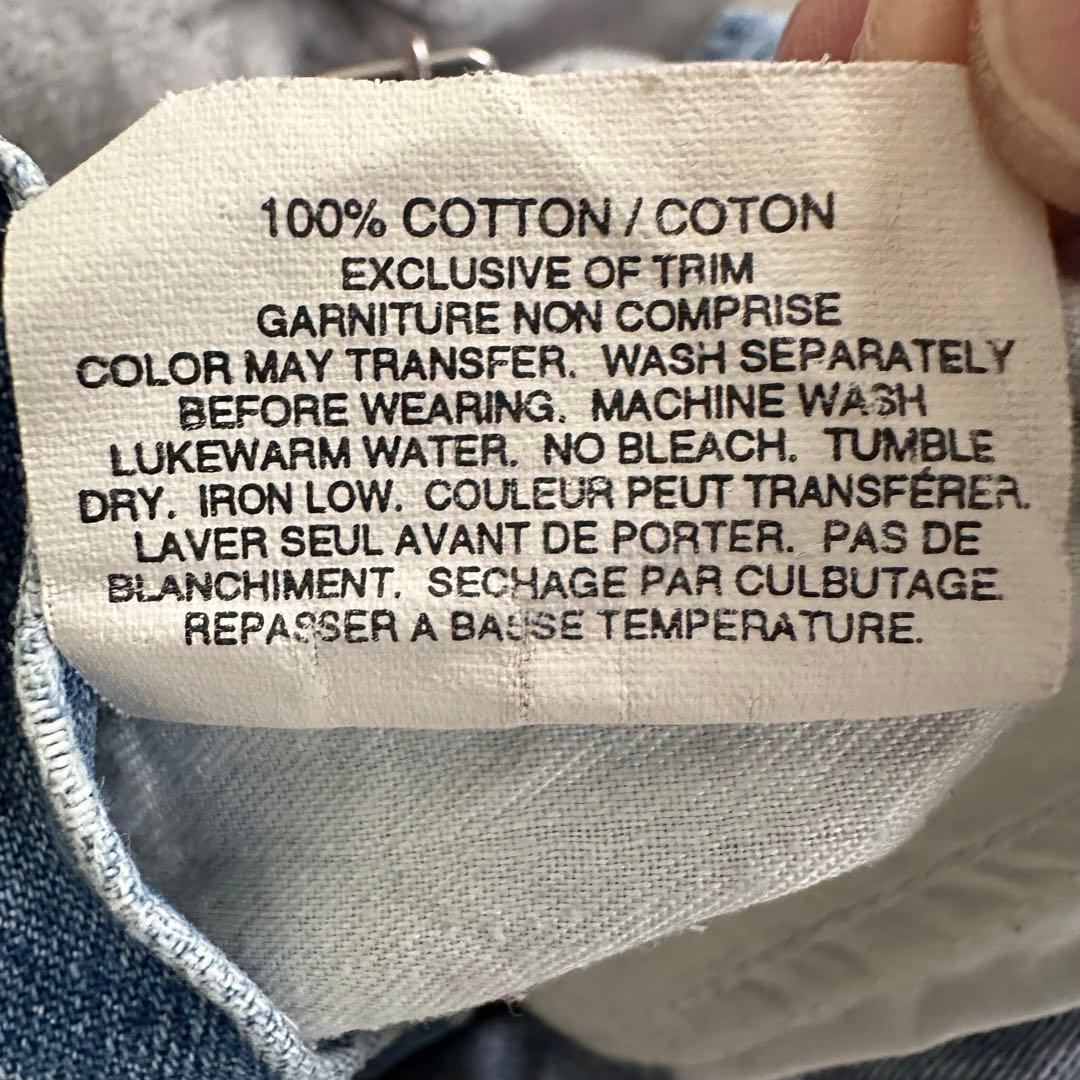 100% COTTON / COTON
EXCLUSIVE OF TRIM
GARNITURE NON COMPRISE
COLOR MAY TRANSFER. WASH SEPARATELY
BEFORE WEARING. MACHINE WASH
LUKEWARM WATER. NO BLEACH. TUMBLE
DRY. IRON LOW. COULEUR PEUT TRANSFÉRER.
LAVER SEUL AVANT DE PORTER. PAS DE
BLANCHIMENT. SECHAGE PAR CULBUTAGE.
REPASSER A BASSE TEMPERATURE.